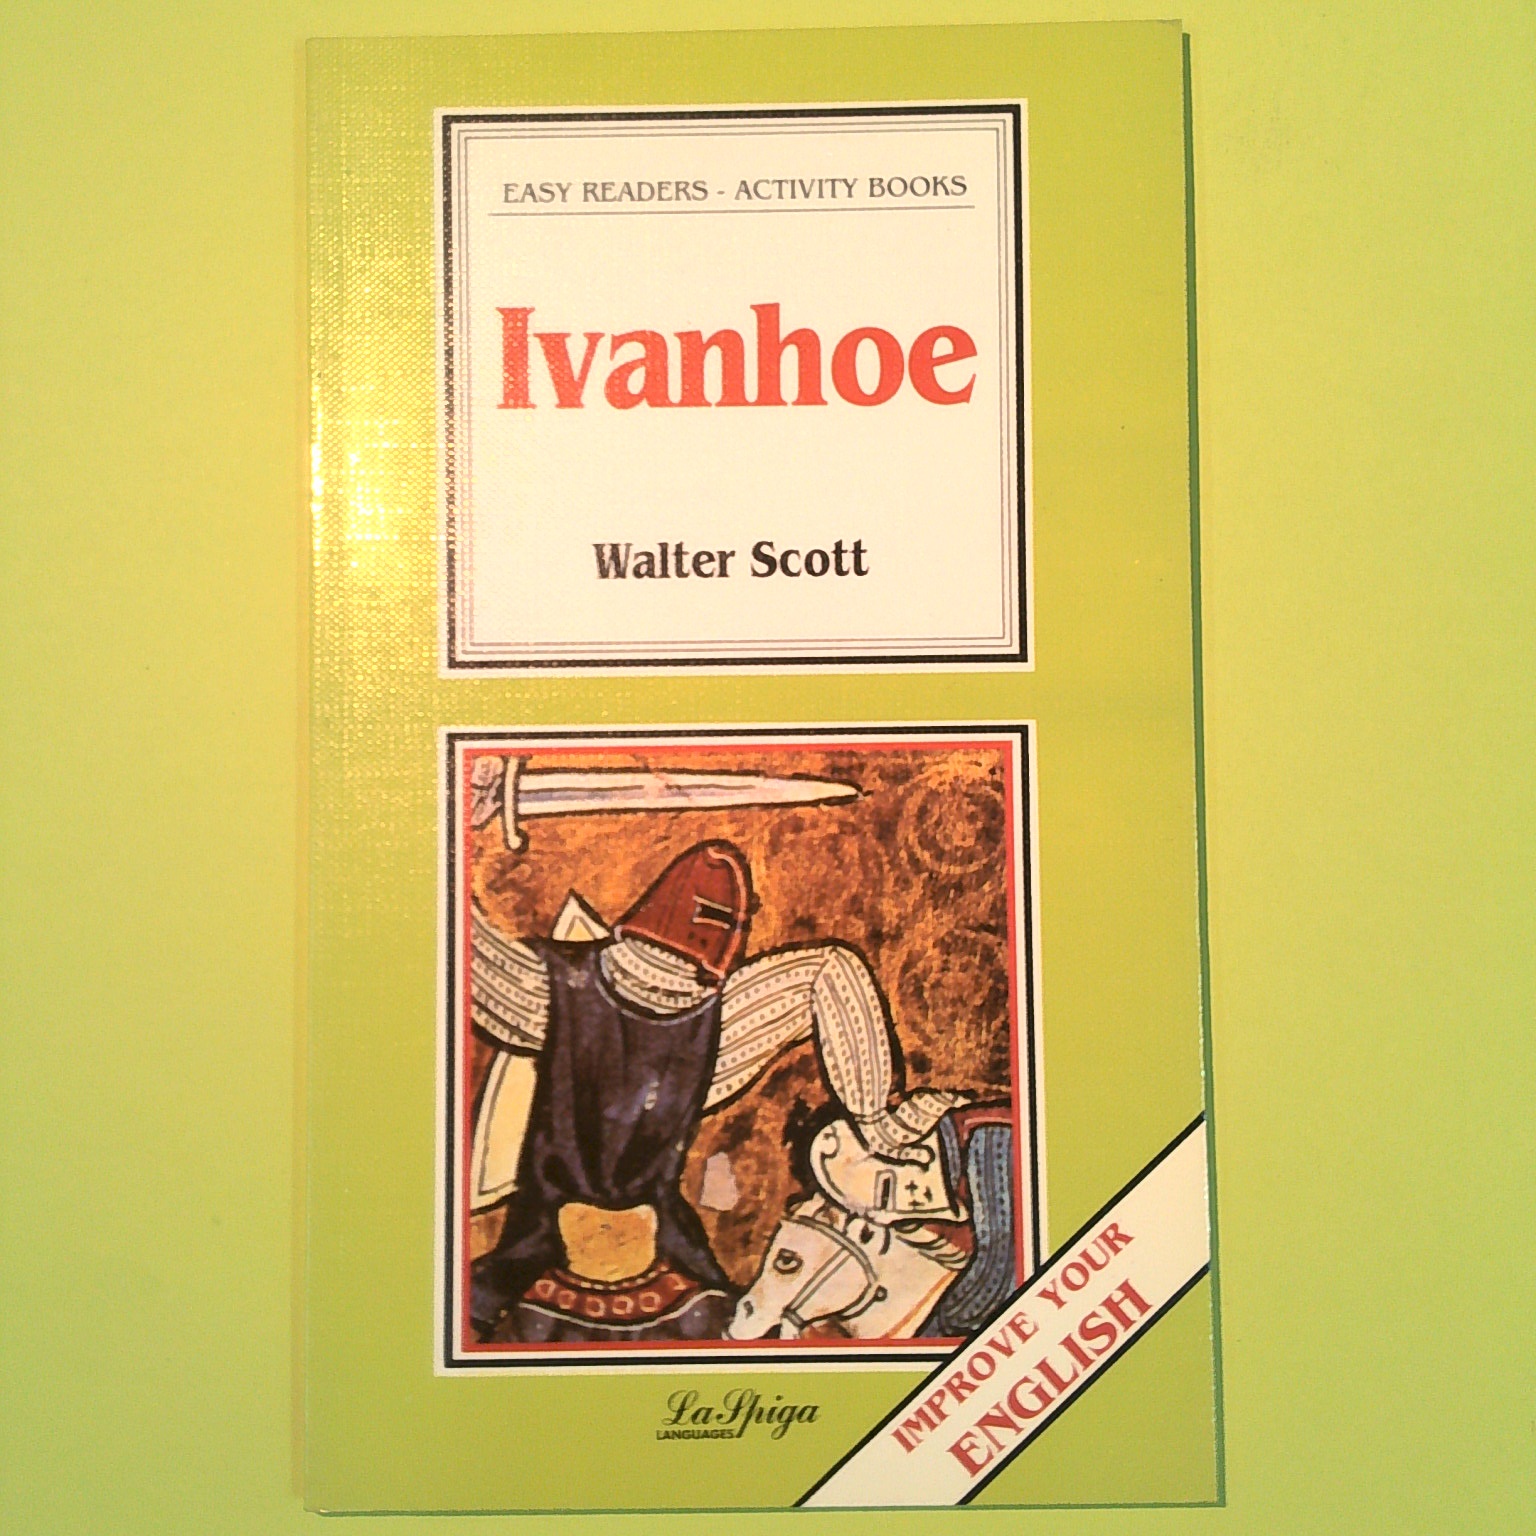 EASY READERS - ACTIVITY BOOKS
Ivanhoe
Walter Scott
La Spiga
LANGUAGES
IMPROVE YOUR
ENGLISH